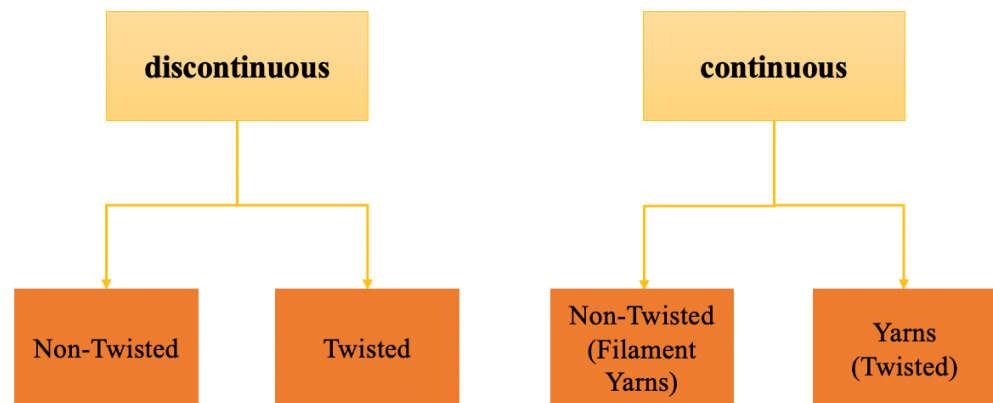 discontinuous
continuous
Non-Twisted
Twisted
Non-Twisted
(Filament
Yarns)
Yarns
(Twisted)